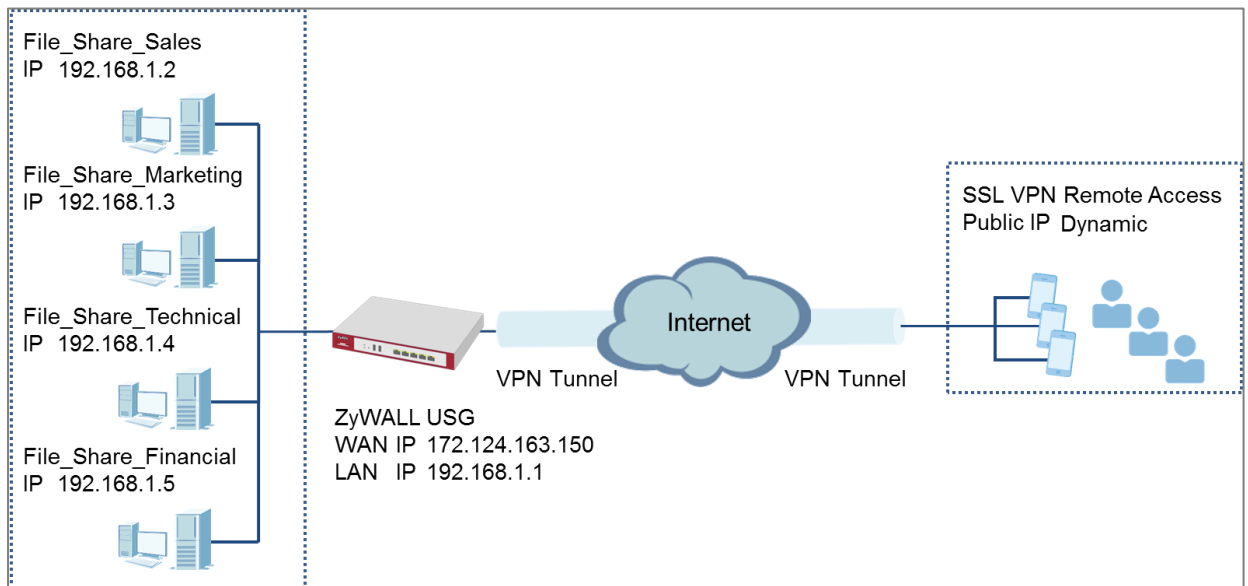 File_Share_Sales
IP 192.168.1.2
File_Share_Marketing
IP 192.168.1.3
File_Share_Technical
IP 192.168.1.4
File_Share_Financial
IP 192.168.1.5
ZyWALL USG
WAN IP 172.124.163.150
LAN IP 192.168.1.1
VPN Tunnel
Internet
VPN Tunnel
SSL VPN Remote Access
Public IP Dynamic